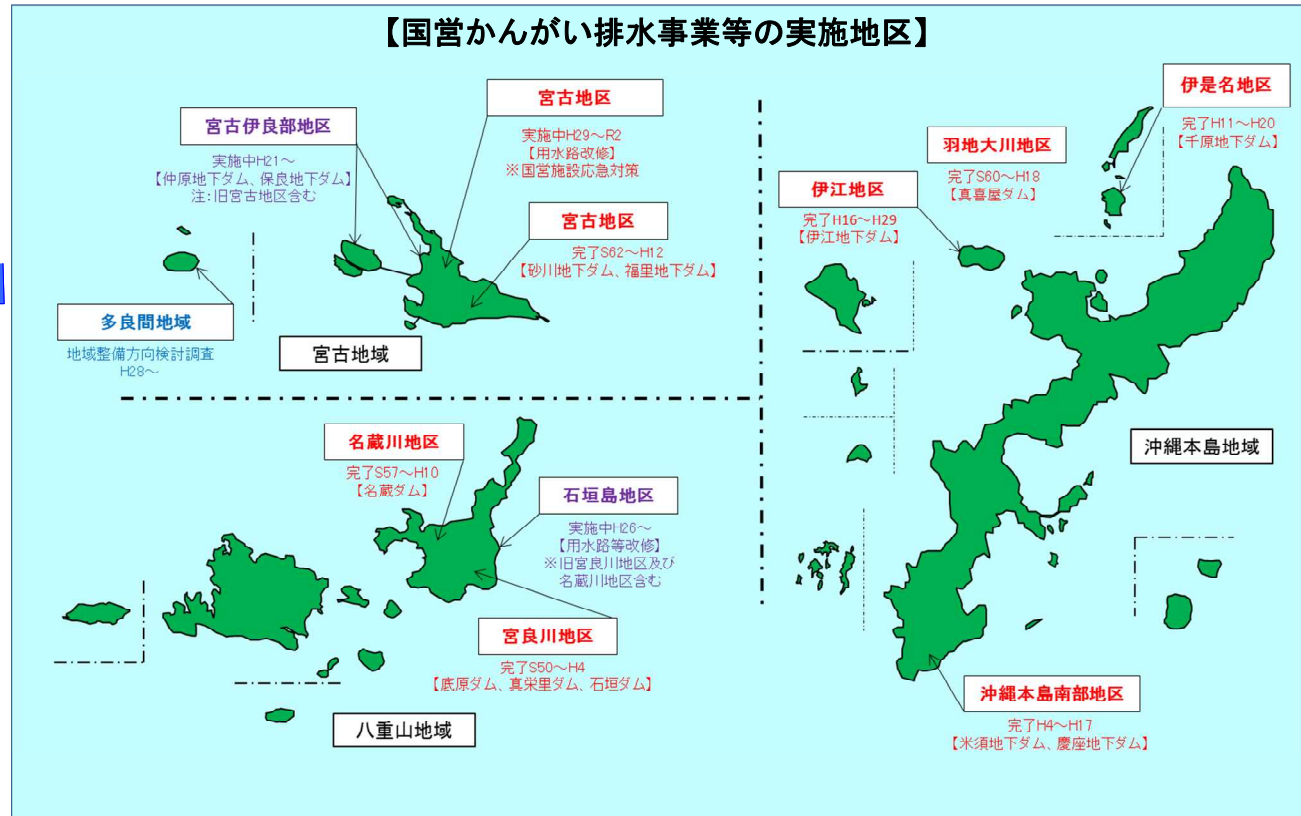 【国営かんがい排水事業等の実施地区】
宮古地区
実施中H29～R2
【用水路改修】
※国営施設応急対策
宮古伊良部地区
実施中H21～
【仲原地下ダム、保良地下ダム】
注:旧宮古地区含む
宮古地区
完了S62～H12
【砂川地下ダム、福里地下ダム】
多良間地域
地域整備方向検討調査
H28～
宮古地域
伊是名地区
完了H11～H20
【千原地下ダム】
羽地大川地区
完了S60～H18
【真喜屋ダム】
伊江地区
完了H16～H29
【伊江地下ダム】
沖縄本島地域
沖縄本島南部地区
完了H4～H17
【米須地下ダム、慶座地下ダム】
名蔵川地区
完了S57～H10
【名蔵ダム】
石垣島地区
実施中H26～
【用水路等改修】
※旧宮良川地区及び
名蔵川地区含む
宮良川地区
完了S50～H4
【底原ダム、真栄里ダム、石垣ダム】
八重山地域